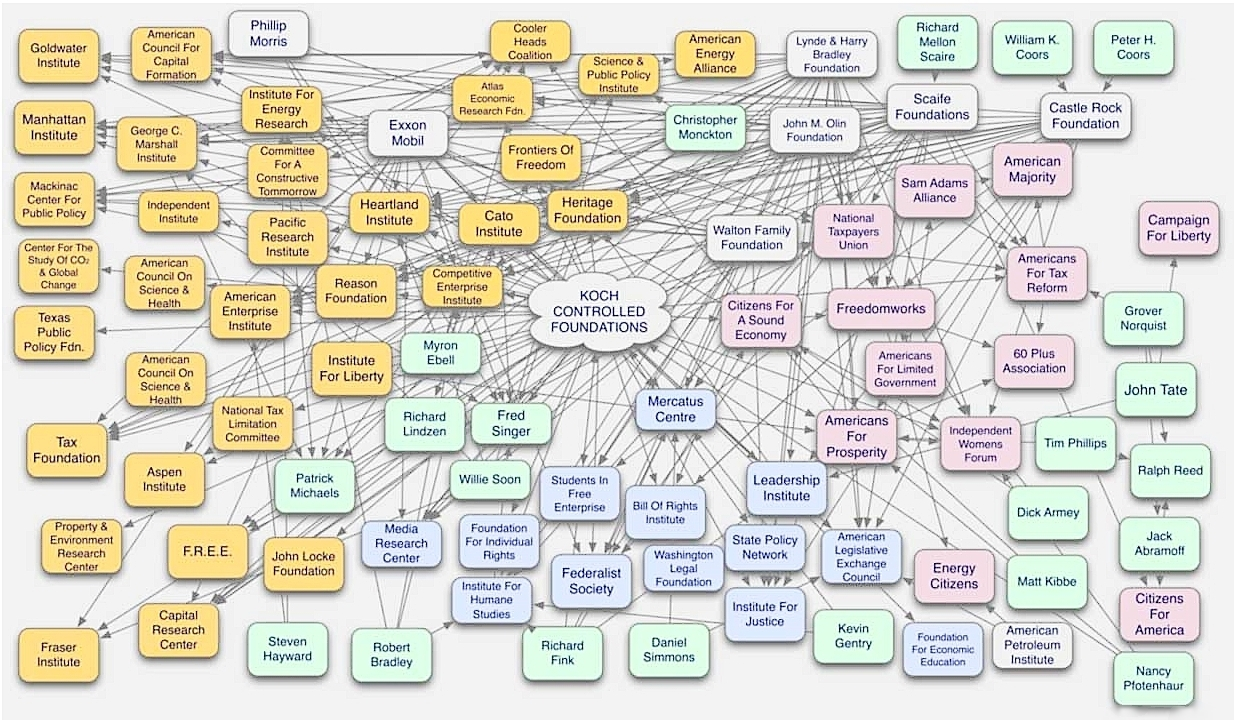 Phillip
Morris
Goldwater
Institute
American
Council For
Capital
Formation
Cooler
Heads
Coalition
Science &
Public Policy
Institute
American
Energy
Alliance
Lynde & Harry
Bradley
Foundation
Richard
Mellon
Scaire
William K.
Coors
Peter H.
Coors
Manhattan
Institute
George C.
Marshall
Institute
Institute For
Energy
Research
Atlas
Economic
Research Fdn.
Exxon
Mobil
Christopher
Monckton
John M. Olin
Foundation
Scaife
Foundations
Castle Rock
Foundation
Committee
For A
Constructive
Tommorrow
Frontiers Of
Freedom
American
Majority
Mackinac
Center For
Public Policy
Independent
Institute
Pacific
Research
Institute
Heartland
Institute
Cato
Institute
Heritage
Foundation
Walton Family
Foundation
National
Taxpayers
Union
Sam Adams
Alliance
Campaign
For Liberty
Center For The
Study Of CO₂
& Global
Change
American
Council On
Science &
Health
American
Enterprise
Institute
Reason
Foundation
Competitive
Enterprise
Institute
KOCH
CONTROLLED
FOUNDATIONS
Citizens For
A Sound
Economy
Freedomworks
Americans
For Tax
Reform
Grover
Norquist
Texas
Public
Policy Fdn.
Myron
Ebell
Americans
For Limited
Government
60 Plus
Association
American
Council On
Science &
Health
Institute
For Liberty
John Tate
National Tax
Limitation
Committee
Richard
Lindzen
Fred
Singer
Mercatus
Centre
Americans
For
Prosperity
Independent
Womens
Forum
Tim Phillips
Tax
Foundation
Aspen
Institute
Patrick
Michaels
Willie Soon
Students In
Free
Enterprise
Bill Of Rights
Institute
Leadership
Institute
Ralph Reed
Dick Armey
Property &
Environment
Research
Center
F.R.E.E.
John Locke
Foundation
Media
Research
Center
Foundation
For Individual
Rights
Federalist
Society
Washington
Legal
Foundation
State Policy
Network
American
Legislative
Exchange
Council
Energy
Citizens
Matt Kibbe
Jack
Abramoff
Institute For
Humane
Studies
Institute For
Justice
Citizens
For
America
Fraser
Institute
Capital
Research
Center
Steven
Hayward
Robert
Bradley
Richard
Fink
Daniel
Simmons
Kevin
Gentry
Foundation
For Economic
Education
American
Petroleum
Institute
Nancy
Pfotenhaur